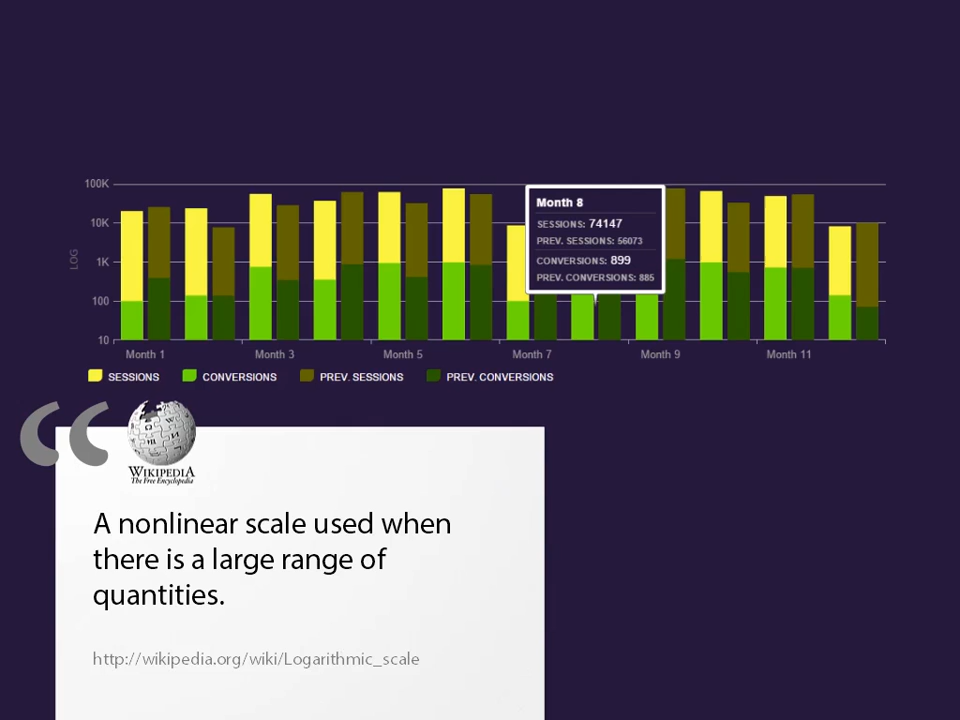 100K
Month 8
SESSIONS: 74147
PREV. SESSIONS: 56073
CONVERSIONS: 899
PREV. CONVERSIONS: 885
10K
LOG
1K
100
10
Month 1 Month 3 Month 5 Month 7 Month 9 Month 11
SESSIONS CONVERSIONS PREV. SESSIONS PREV. CONVERSIONS
“
WIKIPEDIA
The Free Encyclopedia
A nonlinear scale used when
there is a large range of
quantities.
http://wikipedia.org/wiki/Logarithmic_scale